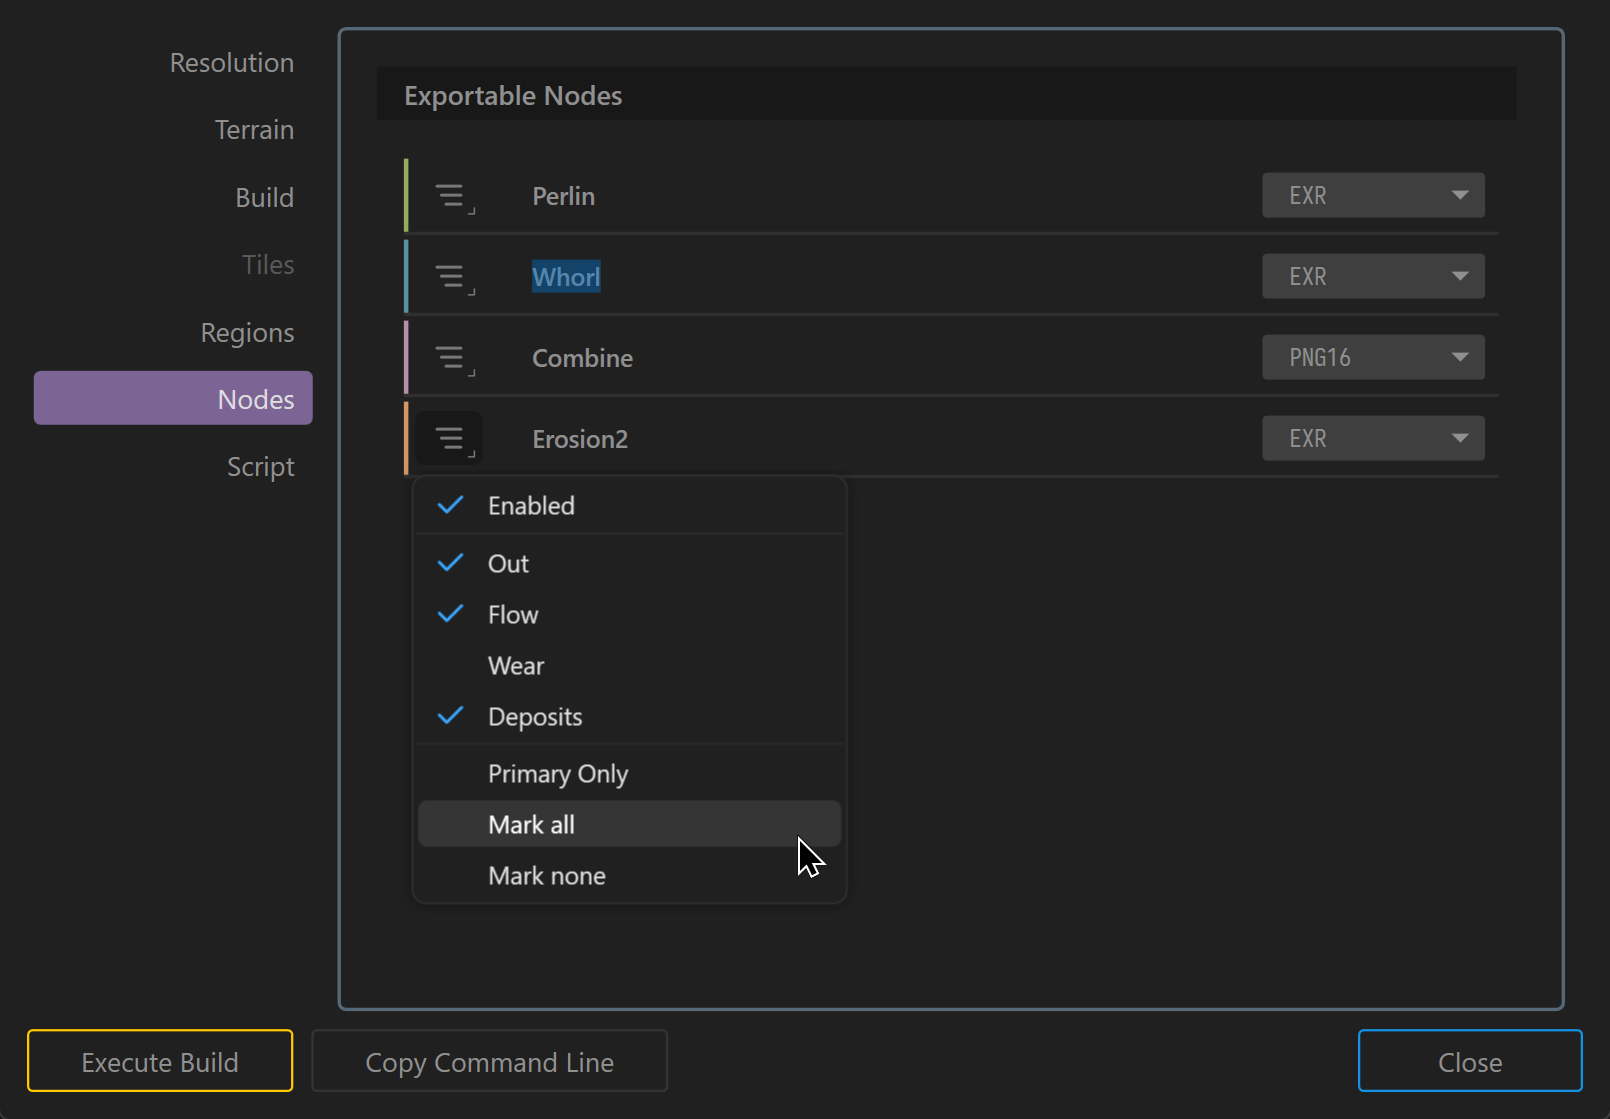 Resolution
Terrain
Build
Tiles
Regions
Nodes
Script
Exportable Nodes
Perlin EXR
Whorl EXR
Combine PNG16
Erosion2 EXR
Enabled
Out
Flow
Wear
Deposits
Primary Only
Mark all
Mark none
Execute Build Copy Command Line Close